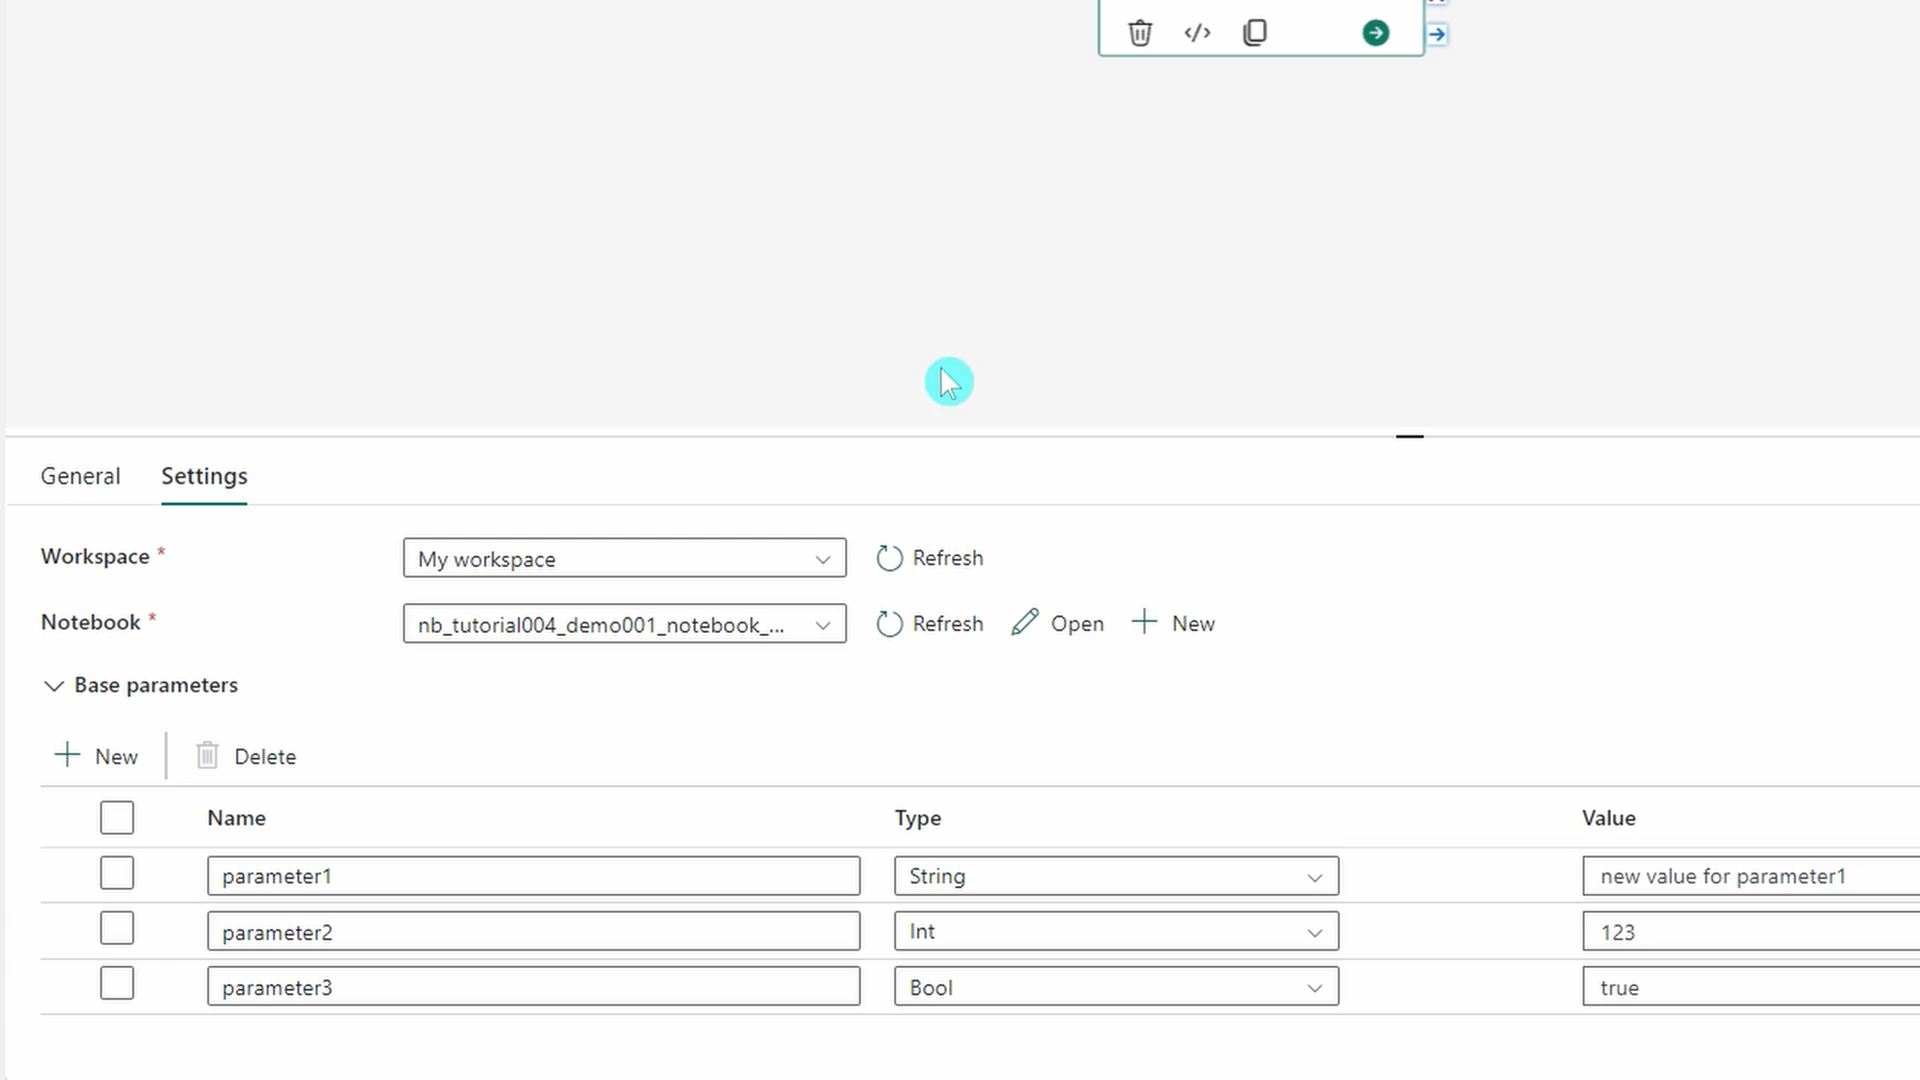 General Settings
Workspace * My workspace Refresh
Notebook * nb_tutorial004_demo001_notebook_... Refresh Open New
Base parameters
New Delete
Name Type Value
parameter1 String new value for parameter1
parameter2 Int 123
parameter3 Bool true